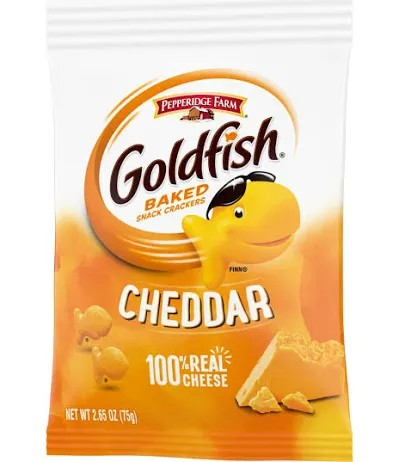 PEPPERIDGE FARM
Goldfish®
BAKED
SNACK CRACKERS
FINN®
CHEDDAR
100% REAL
CHEESE
NET WT 2.65 OZ (75g)